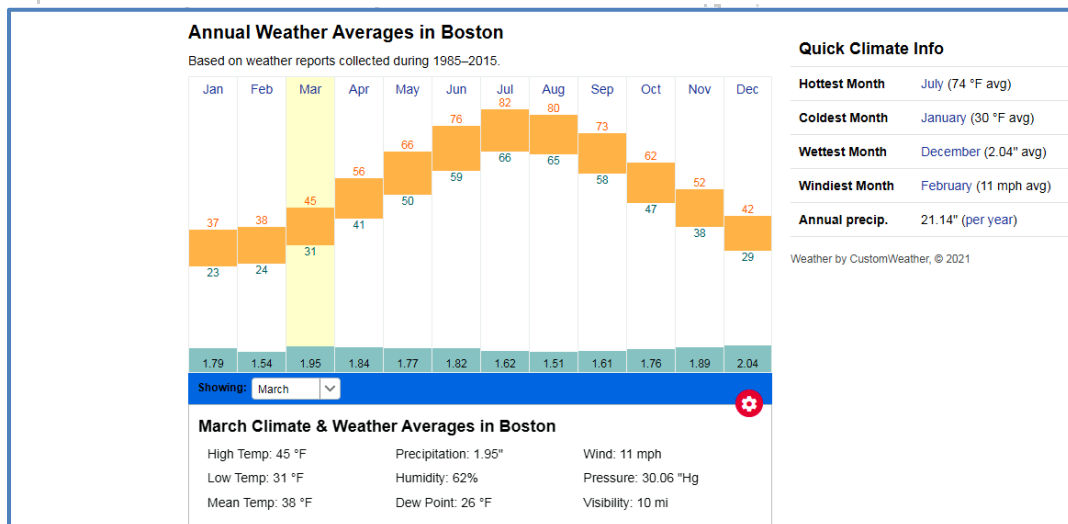 Annual Weather Averages in Boston
Based on weather reports collected during 1985–2015.
Jan Feb Mar Apr May Jun Jul Aug Sep Oct Nov Dec
37 38 45 56 66 76 82 80 73 62 52 42
23 24 31 41 50 59 66 65 58 47 38 29
1.79 1.54 1.95 1.84 1.77 1.82 1.62 1.51 1.61 1.76 1.89 2.04
Showing: March
March Climate & Weather Averages in Boston
High Temp: 45 °F Precipitation: 1.95" Wind: 11 mph
Low Temp: 31 °F Humidity: 62% Pressure: 30.06 "Hg
Mean Temp: 38 °F Dew Point: 26 °F Visibility: 10 mi
Quick Climate Info
Hottest Month July (74 °F avg)
Coldest Month January (30 °F avg)
Wettest Month December (2.04" avg)
Windiest Month February (11 mph avg)
Annual precip. 21.14" (per year)
Weather by CustomWeather, © 2021